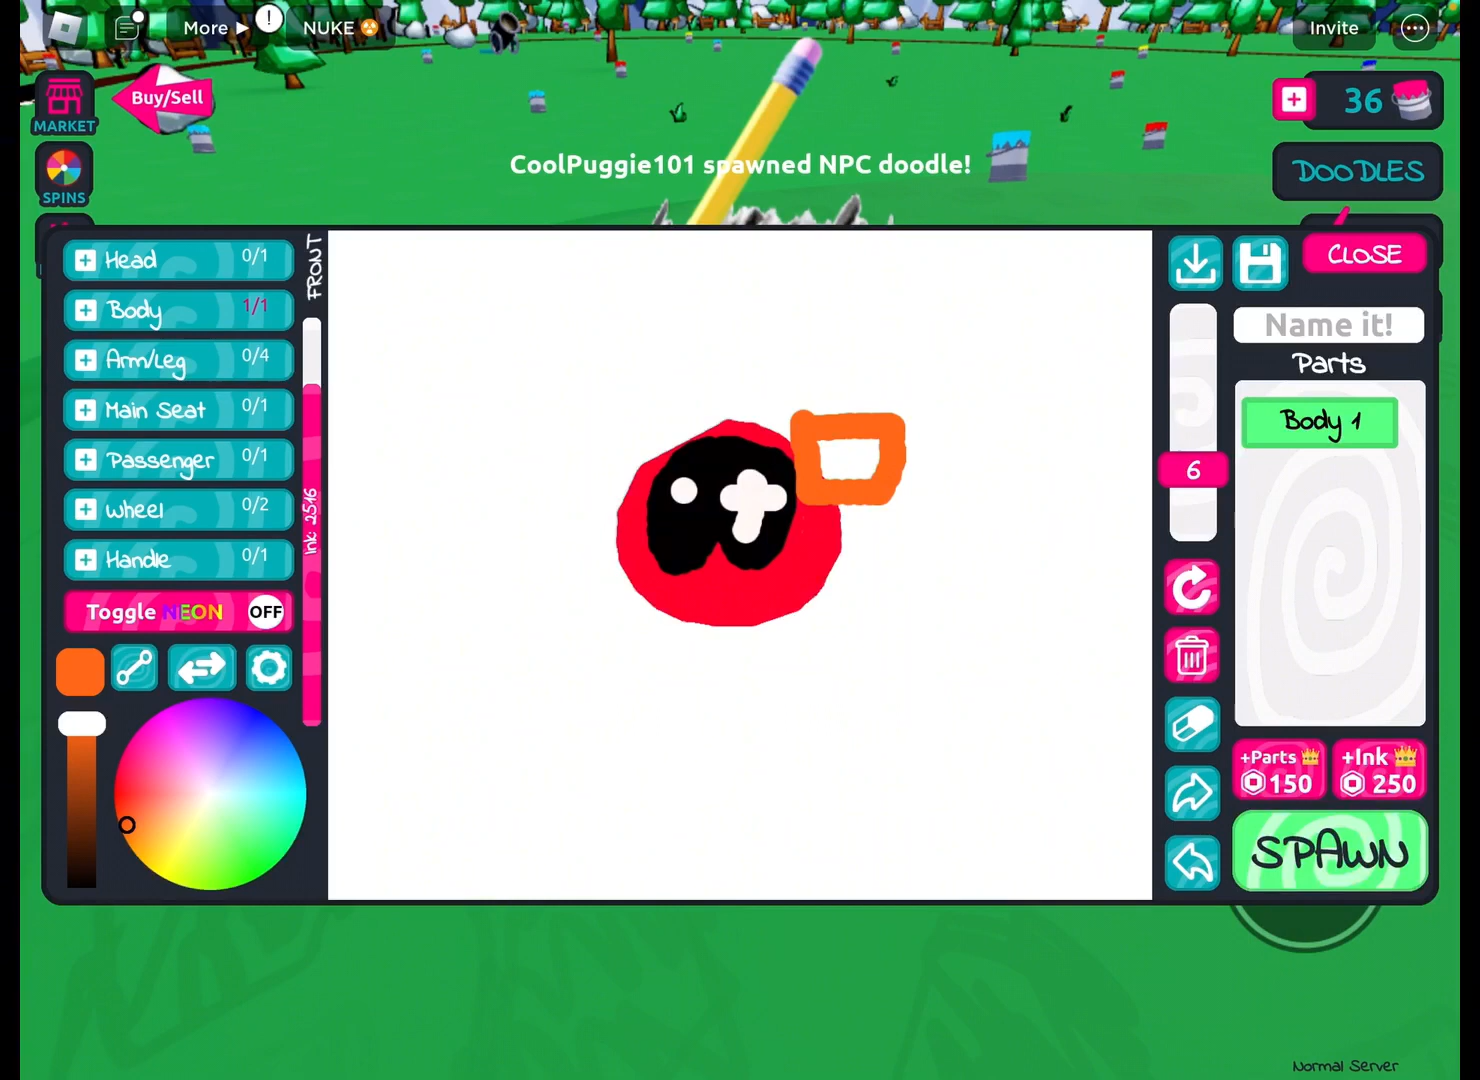 More ▶
!
NUKE ☢
Invite
Buy/Sell
MARKET
36
CoolPuggie101 spawned NPC doodle!
DOODLES
SPINS
FRONT
Head 0/1
Body 1/1
Arm/Leg 0/4
Main Seat 0/1
Passenger 0/1
Wheel 0/2
Handle 0/1
Toggle NEON OFF
Ink: 2516
CLOSE
Name it!
Parts
Body 1
6
+Parts
150
+Ink
250
SPAWN
Normal Server